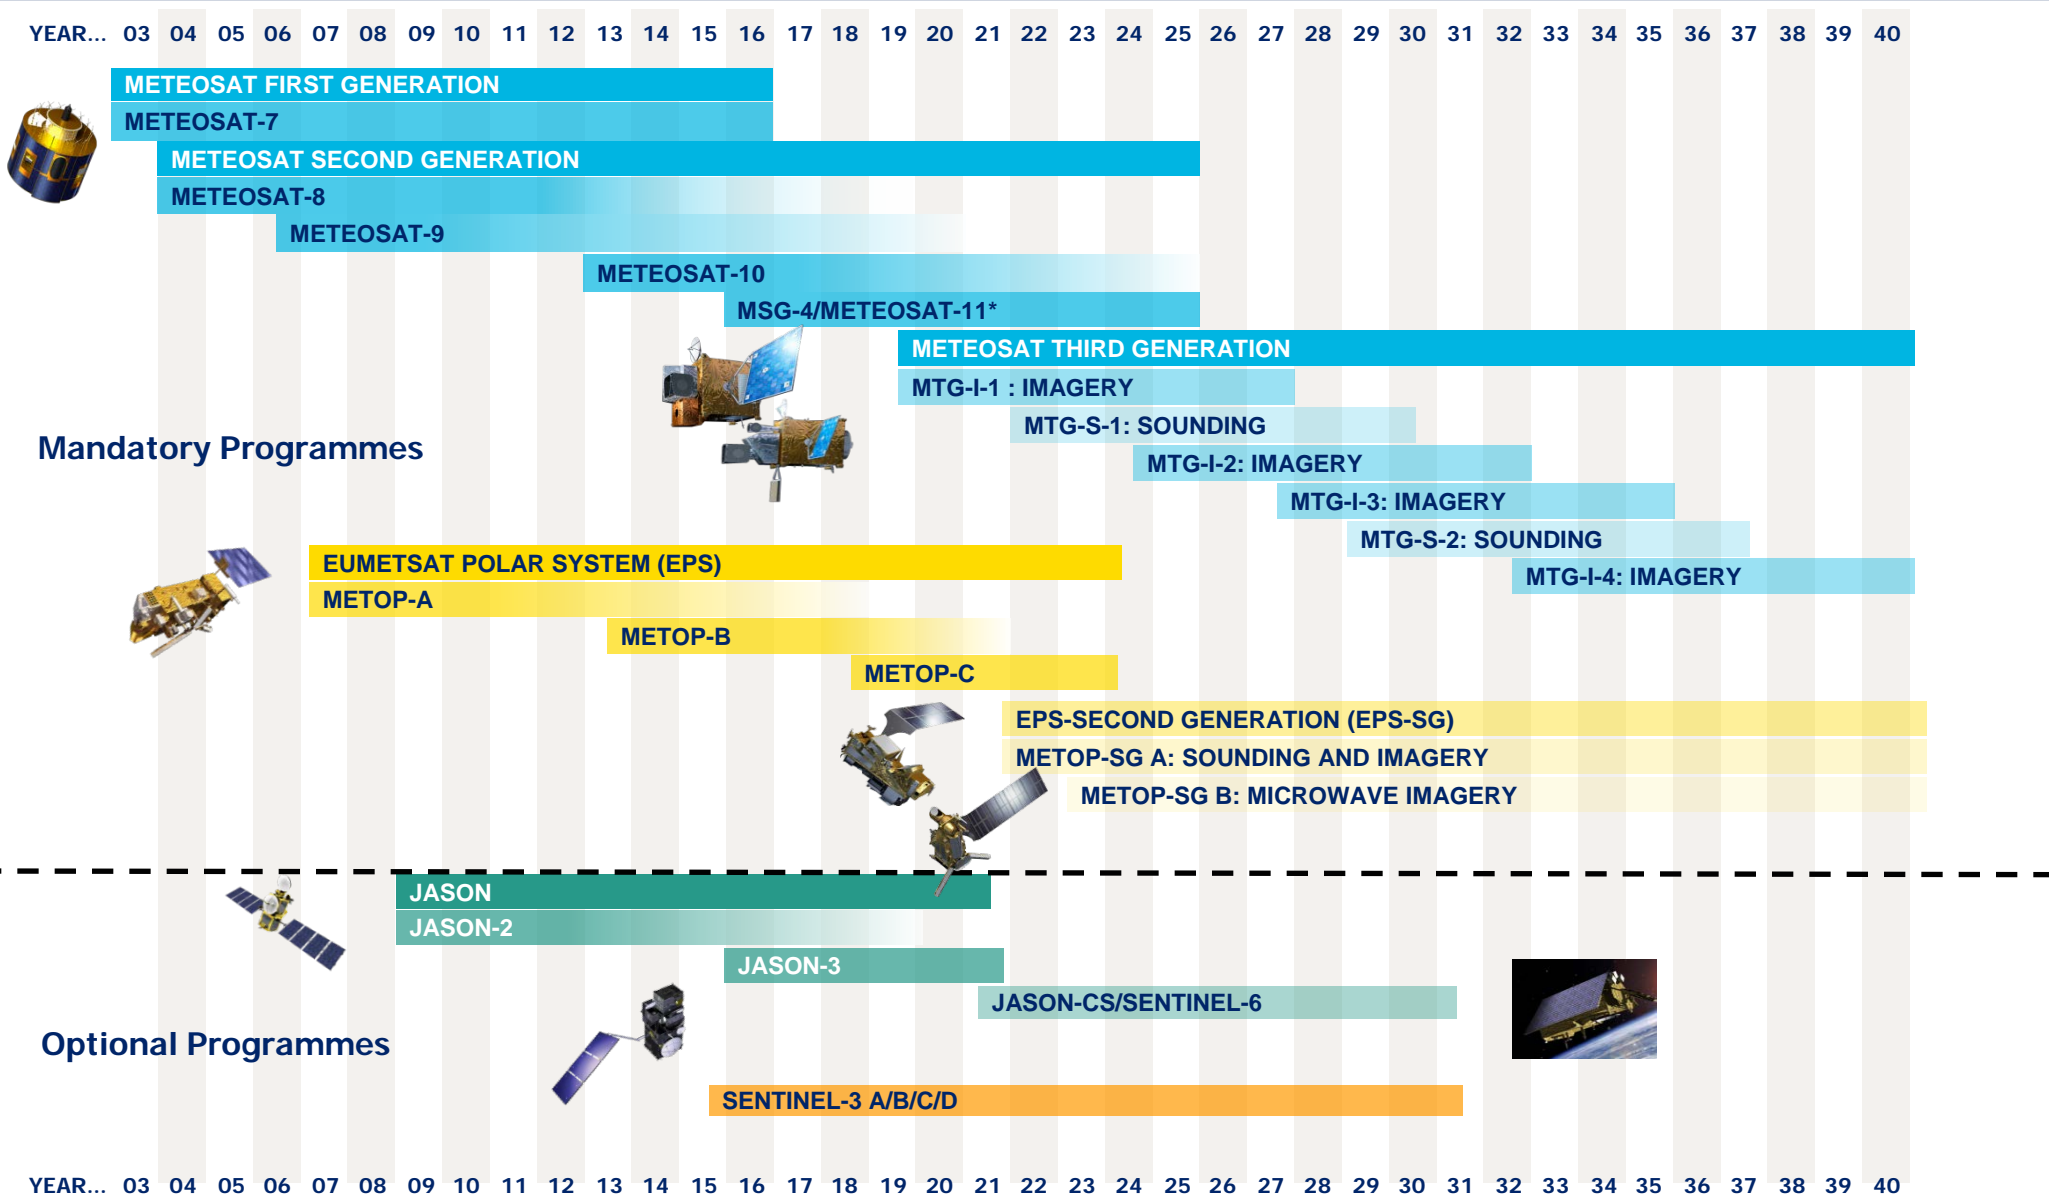 YEAR... 03 04 05 06 07 08 09 10 11 12 13 14 15 16 17 18 19 20 21 22 23 24 25 26 27 28 29 30 31 32 33 34 35 36 37 38 39 40
METEOSAT FIRST GENERATION
METEOSAT-7
METEOSAT SECOND GENERATION
METEOSAT-8
METEOSAT-9
METEOSAT-10
MSG-4/METEOSAT-11*
METEOSAT THIRD GENERATION
MTG-I-1 : IMAGERY
MTG-S-1: SOUNDING
Mandatory Programmes
MTG-I-2: IMAGERY
MTG-I-3: IMAGERY
MTG-S-2: SOUNDING
EUMETSAT POLAR SYSTEM (EPS)
MTG-I-4: IMAGERY
METOP-A
METOP-B
METOP-C
EPS-SECOND GENERATION (EPS-SG)
METOP-SG A: SOUNDING AND IMAGERY
METOP-SG B: MICROWAVE IMAGERY
JASON
JASON-2
JASON-3
JASON-CS/SENTINEL-6
Optional Programmes
SENTINEL-3 A/B/C/D
YEAR... 03 04 05 06 07 08 09 10 11 12 13 14 15 16 17 18 19 20 21 22 23 24 25 26 27 28 29 30 31 32 33 34 35 36 37 38 39 40